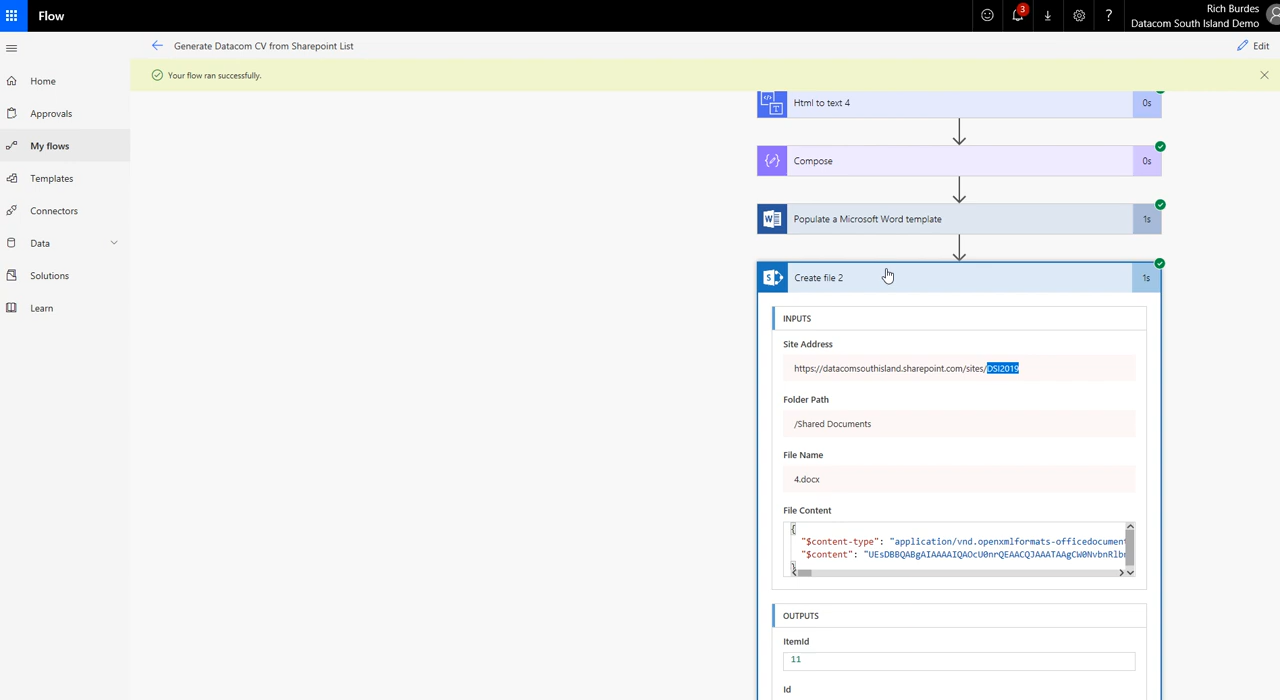 Flow
3
Rich Burdes
Datacom South Island Demo
Generate Datacom CV from Sharepoint List
Edit
Your flow ran successfully.
Home
Approvals
My flows
Templates
Connectors
Data
Solutions
Learn
Html to text 4
0s
Compose
0s
Populate a Microsoft Word template
1s
Create file 2
1s
INPUTS
Site Address
https://datacomsouthisland.sharepoint.com/sites/DSI2019
Folder Path
/Shared Documents
File Name
4.docx
File Content
{
"$content-type": "application/vnd.openxmlformats-officedocument
"$content":
}
OUTPUTS
ItemId
11
Id